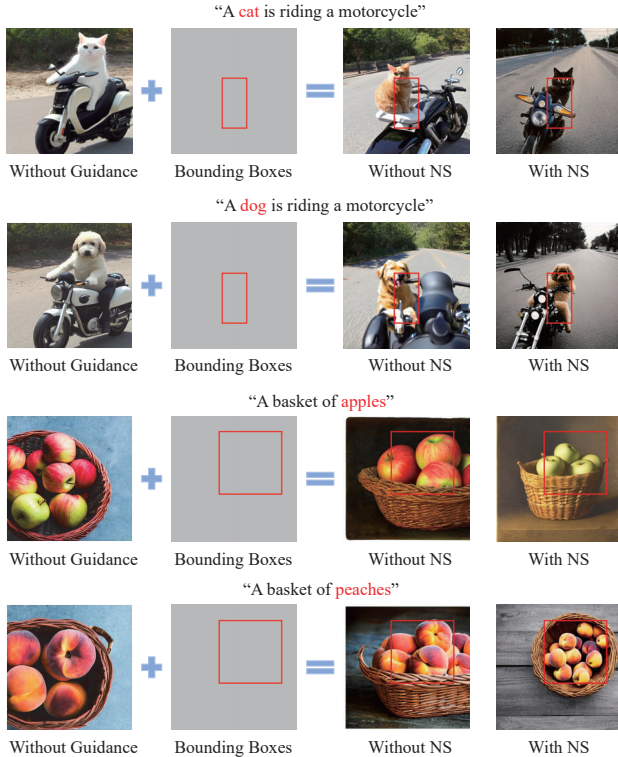 “A cat is riding a motorcycle”
Without Guidance Bounding Boxes Without NS With NS
“A dog is riding a motorcycle”
Without Guidance Bounding Boxes Without NS With NS
“A basket of apples”
Without Guidance Bounding Boxes Without NS With NS
“A basket of peaches”
Without Guidance Bounding Boxes Without NS With NS